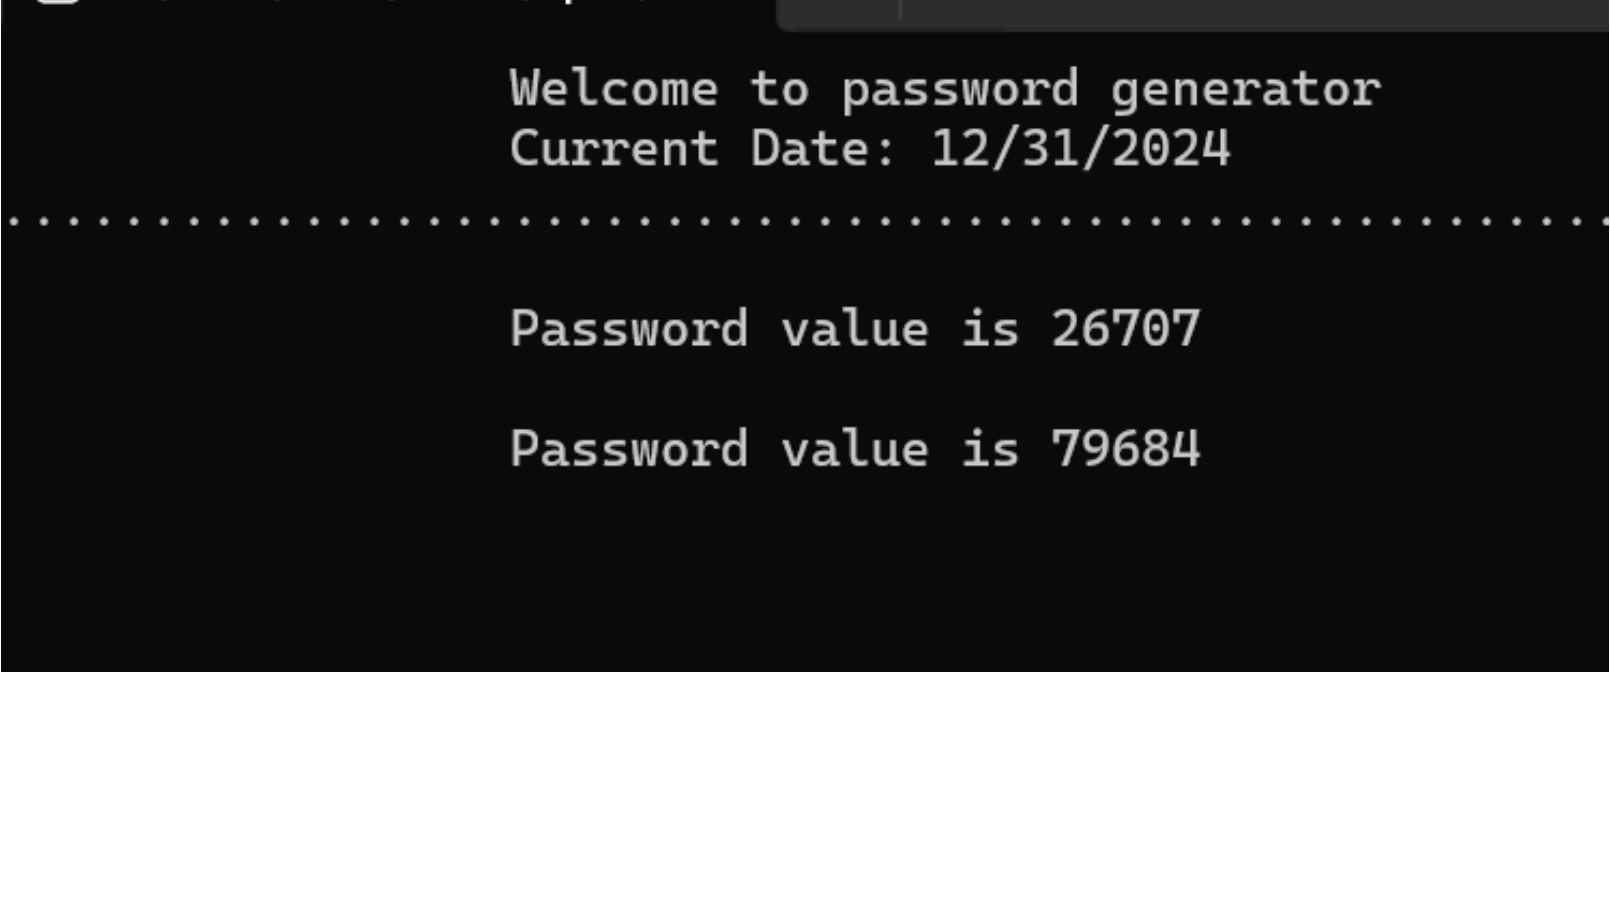 Welcome to password generator
Current Date: 12/31/2024
......................................................
Password value is 26707
Password value is 79684